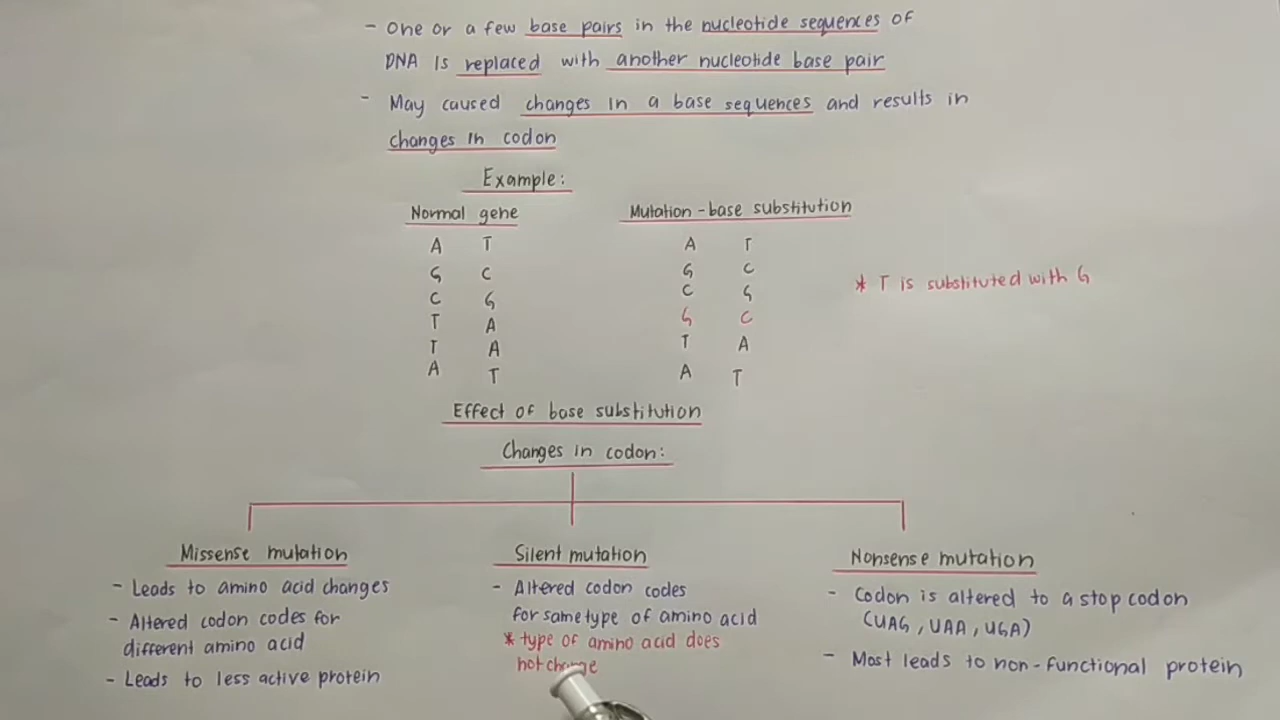 - One or a few base pairs in the nucleotide sequences of
DNA is replaced with another nucleotide base pair
- May caused changes in a base sequences and results in
changes in codon
Example:
Normal gene
A T
G C
C G
T A
T A
A T
Mutation - base substitution
A T
G C
C G
G C
T A
A T
* T is substituted with G
Effect of base substitution
Changes in codon:
Missense mutation
- Leads to amino acid changes
- Altered codon codes for
different amino acid
- Leads to less active protein
Silent mutation
- Altered codon codes
for same type of amino acid
* type of amino acid does
not change
Nonsense mutation
- Codon is altered to a stop codon
(UAG, UAA, UGA)
- Most leads to non-functional protein